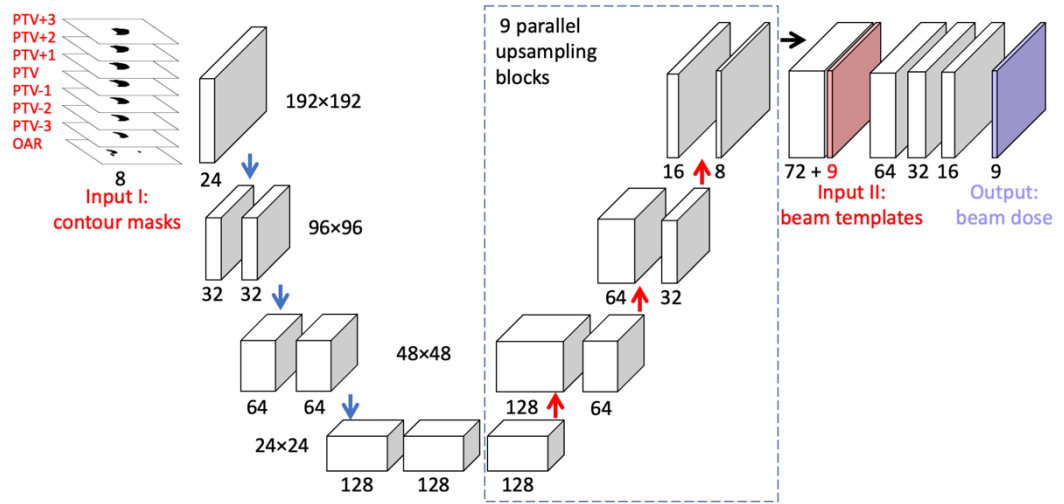 PTV+3
PTV+2
PTV+1
PTV
PTV-1
PTV-2
PTV-3
OAR
8
Input I:
contour masks
24
192×192
32 32
96×96
64 64
48×48
24×24
128 128 128
9 parallel
upsampling
blocks
128 64
64 32
16 8
72 + 9
Input II:
beam templates
64 32 16
9
Output:
beam dose